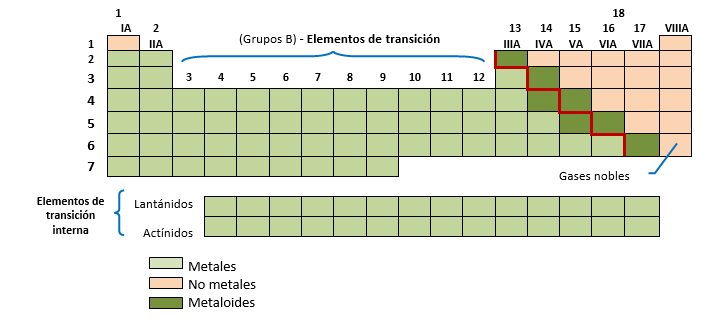 1 18
IA 2 (Grupos B) - Elementos de transición 13 14 15 16 17 VIIIA
IIA IIIA IVA VA VIA VIIA
1
2
3 3 4 5 6 7 8 9 10 11 12
4
5
6
7
Gases nobles
Elementos de transición interna
Lantánidos
Actínidos
Metales
No metales
Metaloides